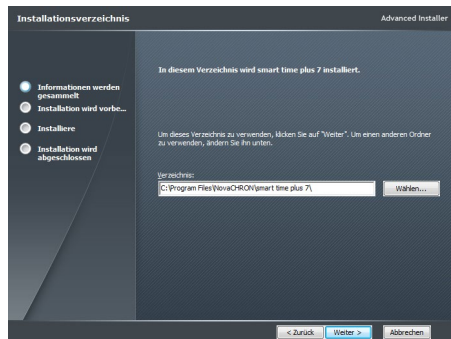 Installationsverzeichnis
Advanced Installer
Informationen werden
gesammelt
Installation wird vorbe...
Installiere
Installation wird
abgeschlossen
In diesem Verzeichnis wird smart time plus 7 installiert.
Um dieses Verzeichnis zu verwenden, klicken Sie auf "Weiter". Um einen anderen Ordner
zu verwenden, ändern Sie ihn unten.
Verzeichnis:
C:\Program Files\NovaCHRON\smart time plus 7\
Wählen...
< Zurück
Weiter >
Abbrechen